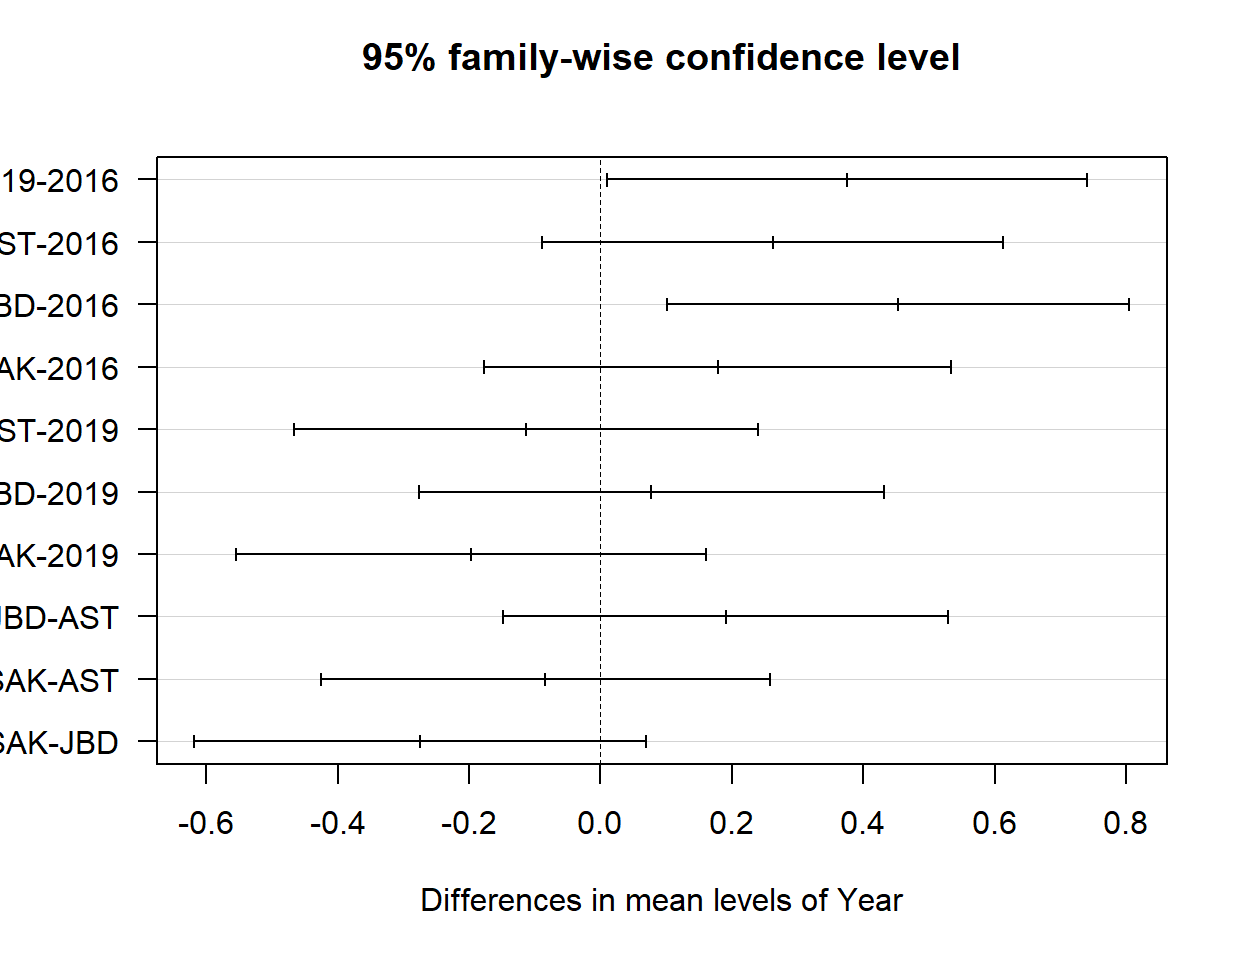 95% family-wise confidence level
19-2016
ST-2016
BD-2016
AK-2016
ST-2019
BD-2019
AK-2019
JBD-AST
SAK-AST
SAK-JBD
-0.6 -0.4 -0.2 0.0 0.2 0.4 0.6 0.8
Differences in mean levels of Year